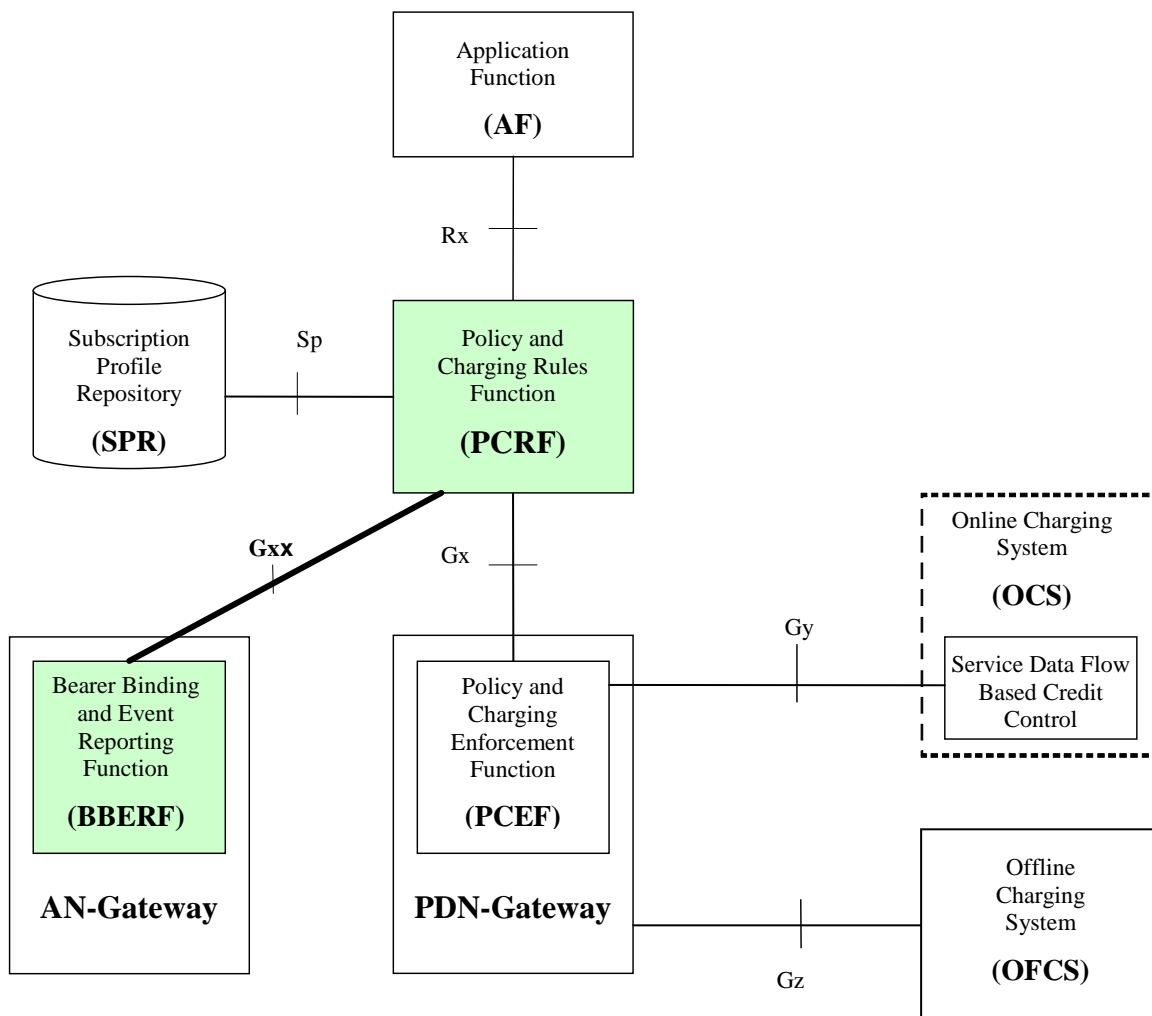 Application
Function
(AF)
Rx
Subscription
Profile
Repository
(SPR)
Sp
Policy and
Charging Rules
Function
(PCRF)
Gxx
Gx
Online Charging
System
(OCS)
Service Data Flow
Based Credit
Control
Gy
Bearer Binding
and Event
Reporting
Function
(BBERF)
AN-Gateway
Policy and
Charging
Enforcement
Function
(PCEF)
PDN-Gateway
Gz
Offline
Charging
System
(OFCS)